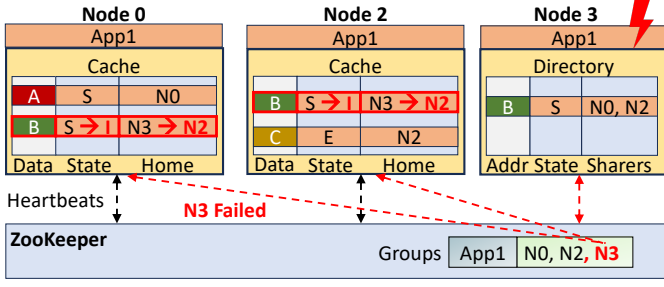 Node 0
App1
Cache
A S N0
B S → I N3 → N2
Data State Home
Node 2
App1
Cache
B S → I N3 → N2
C E N2
Data State Home
Node 3
App1
Directory
B S N0, N2
Addr State Sharers
Heartbeats
N3 Failed
ZooKeeper
Groups App1 N0, N2, N3